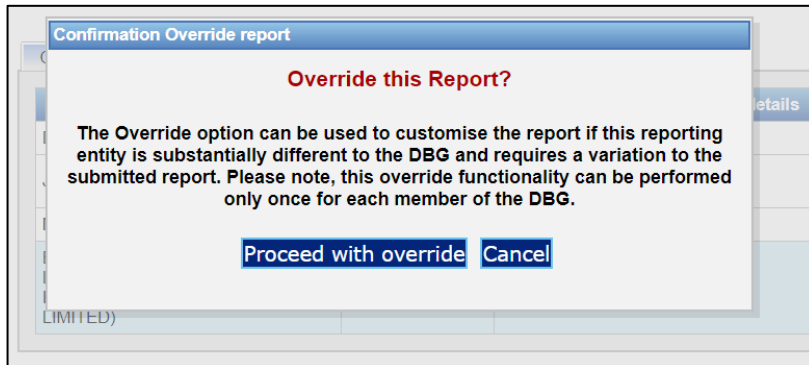 Confirmation Override report
Override this Report?
etails
The Override option can be used to customise the report if this reporting
entity is substantially different to the DBG and requires a variation to the
submitted report. Please note, this override functionality can be performed
only once for each member of the DBG.
Proceed with override Cancel
LIMITED)